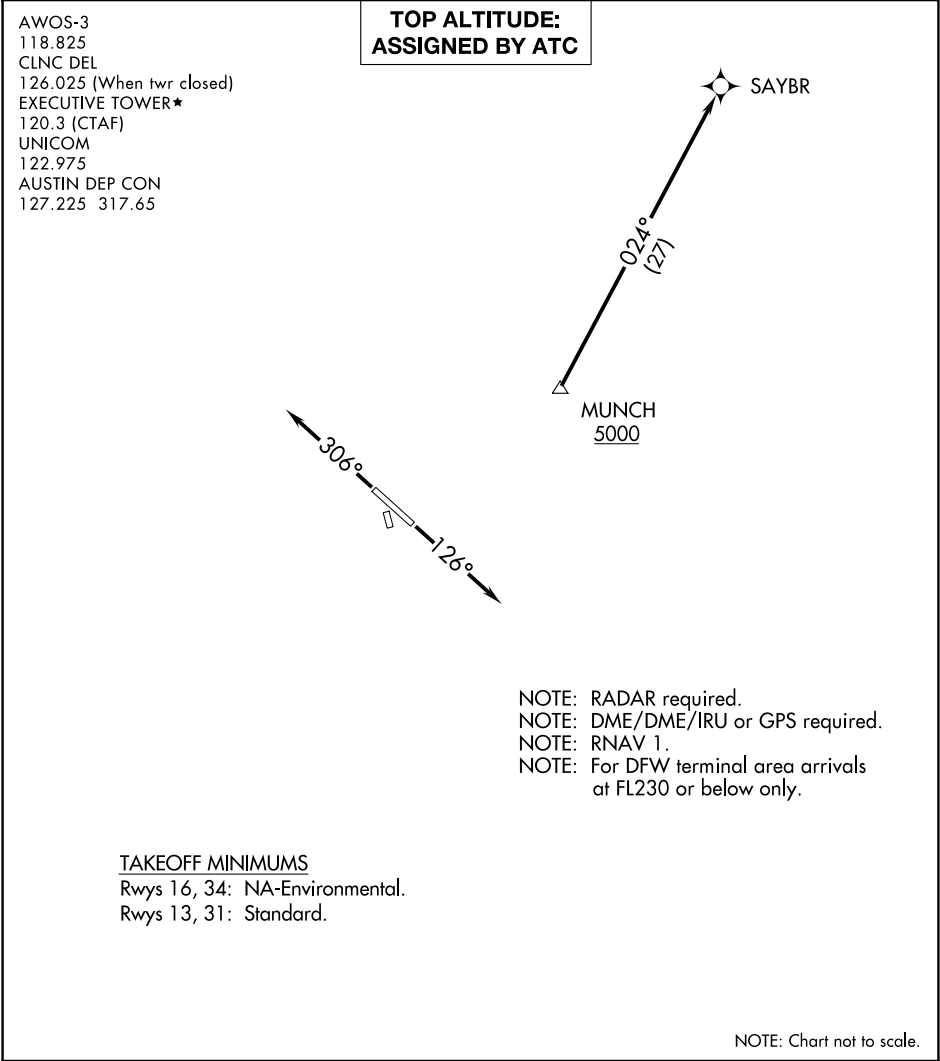 AWOS-3
118.825
CLNC DEL
126.025 (When twr closed)
EXECUTIVE TOWER★
120.3 (CTAF)
UNICOM
122.975
AUSTIN DEP CON
127.225 317.65
TOP ALTITUDE:
ASSIGNED BY ATC
SAYBR
024°
(27)
MUNCH
5000
306°
126°
NOTE: RADAR required.
NOTE: DME/DME/IRU or GPS required.
NOTE: RNAV 1.
NOTE: For DFW terminal area arrivals
at FL230 or below only.
TAKEOFF MINIMUMS
Rwys 16, 34: NA-Environmental.
Rwys 13, 31: Standard.
NOTE: Chart not to scale.